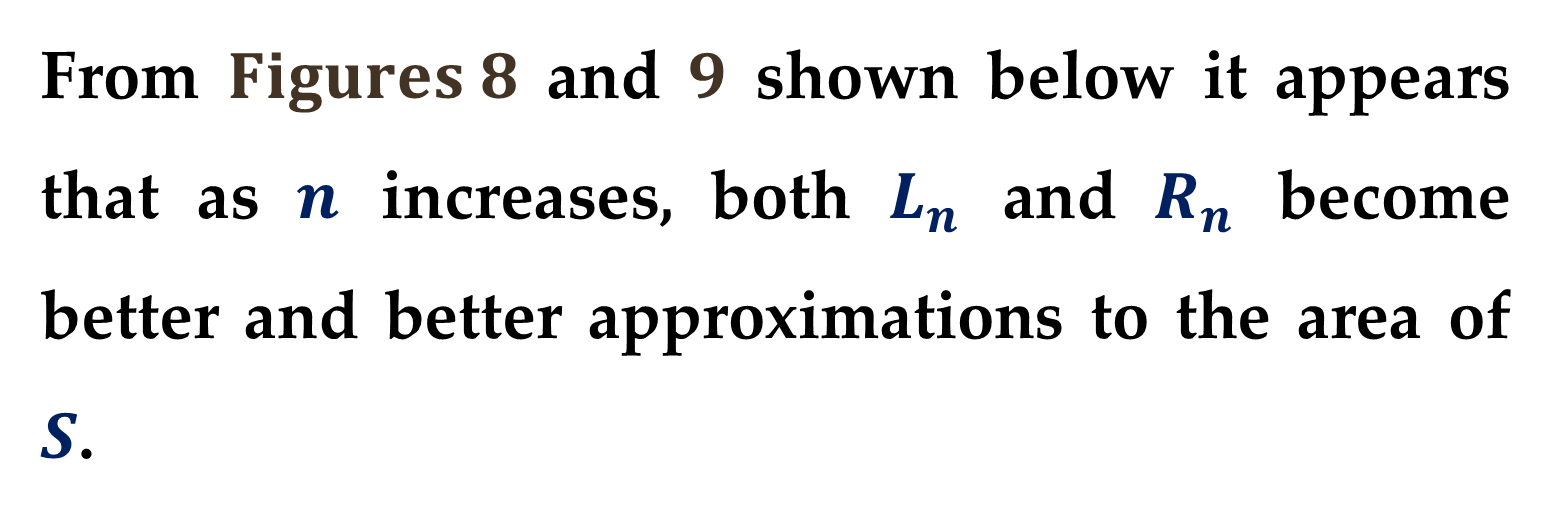 From Figures 8 and 9 shown below it appears
that as n increases, both Lₙ and Rₙ become
better and better approximations to the area of
S.